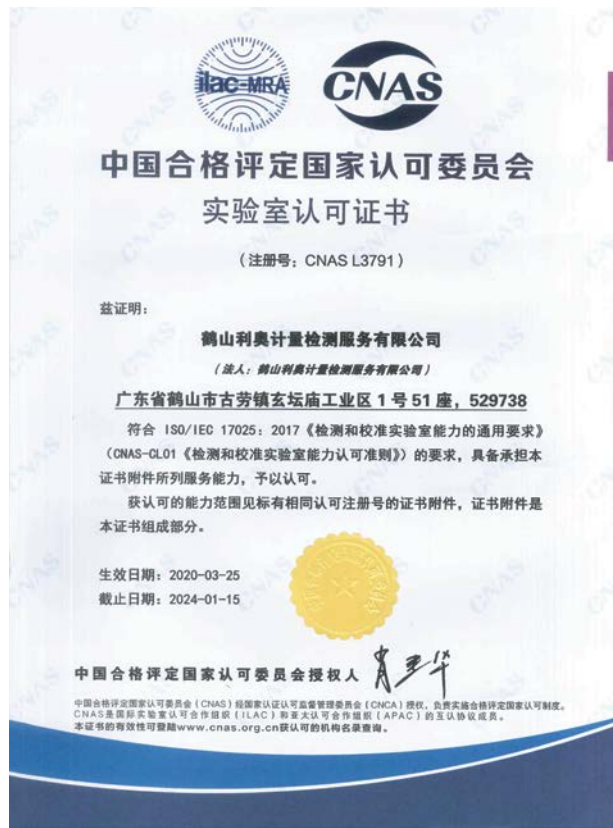 ilac-MRA
CNAS
中国合格评定国家认可委员会
实验室认可证书
（注册号：CNAS L3791）
兹证明：
鹤山利奥计量检测服务有限公司
（法人：鹤山利奥计量检测服务有限公司）
广东省鹤山市古劳镇玄坛庙工业区 1 号 51 座，529738
符合 ISO/IEC 17025：2017《检测和校准实验室能力的通用要求》
（CNAS-CL01《检测和校准实验室能力认可准则》）的要求，具备承担本
证书附件所列服务能力，予以认可。
获认可的能力范围见标有相同认可注册号的证书附件，证书附件是
本证书组成部分。
生效日期：2020-03-25
截止日期：2024-01-15
中国合格评定国家认可委员会授权人
中国合格评定国家认可委员会（CNAS）经国家认证认可监督管理委员会（CNCA）授权，负责实施合格评定国家认可制度。
CNAS是国际实验室认可合作组织（ILAC）和亚太认可合作组织（APAC）的互认协议成员。
本证书的有效性可登陆www.cnas.org.cn获认可的机构名录查询。